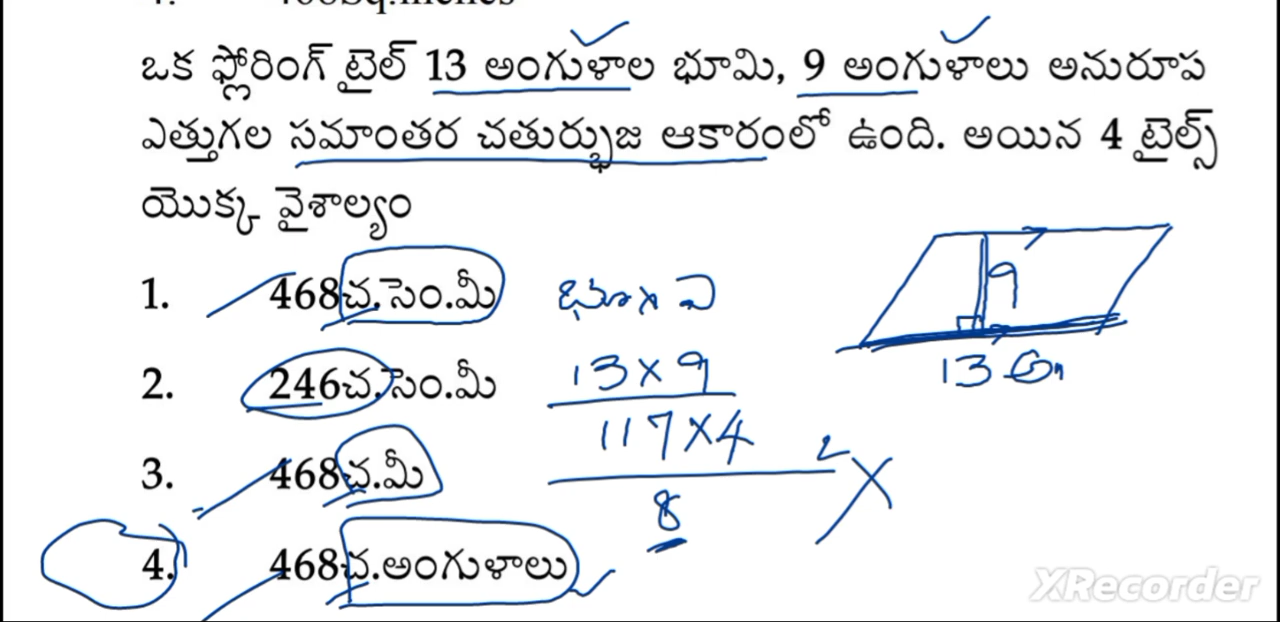 ఒక ఫ్లోరింగ్ టైల్ 13 అంగుళాల భూమి, 9 అంగుళాలు అనురూప
ఎత్తుగల సమాంతర చతుర్భుజ ఆకారంలో ఉంది. అయిన 4 టైల్స్
యొక్క వైశాల్యం
1. 468చ.సెం.మీ
2. 246చ.సెం.మీ
3. 468చ.మీ
4. 468చ.అంగుళాలు
13 × 9
117 × 4
8
9
13
XRecorder